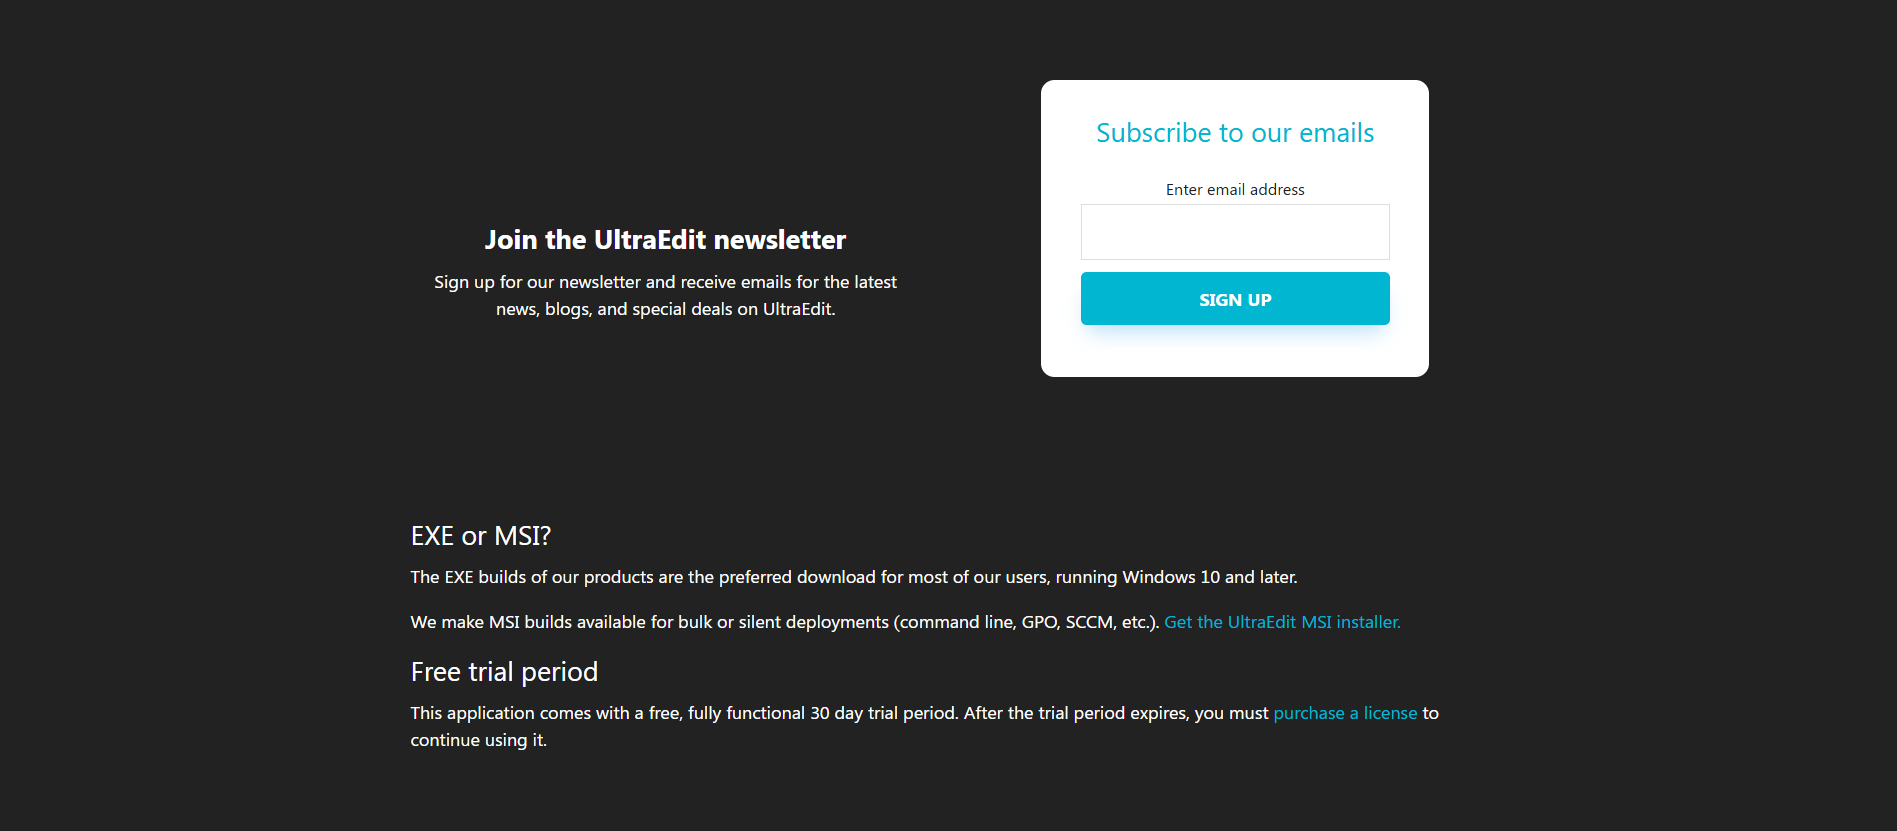 Join the UltraEdit newsletter
Sign up for our newsletter and receive emails for the latest
news, blogs, and special deals on UltraEdit.
Subscribe to our emails
Enter email address
SIGN UP
EXE or MSI?
The EXE builds of our products are the preferred download for most of our users, running Windows 10 and later.
We make MSI builds available for bulk or silent deployments (command line, GPO, SCCM, etc.). Get the UltraEdit MSI installer.
Free trial period
This application comes with a free, fully functional 30 day trial period. After the trial period expires, you must purchase a license to
continue using it.